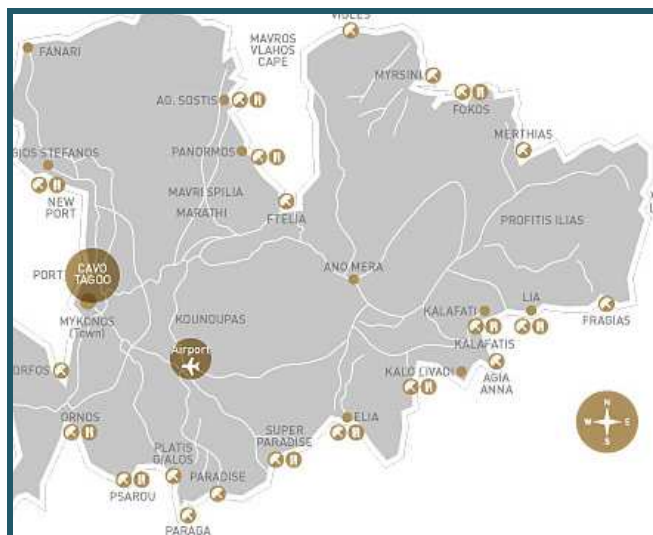 MAVROS
VLAHOS
CAPE
FANARI
MYRSINI
AG. SOSTIS
FOKOS
MERTHIAS
PANORMOS
GIOS STEFANOS
MAVRI SPILIA
NEW
PORT
MARATHI
FTELIA
PROFITIS ILIAS
CAVO
TAGOO
PORT
ANO MERA
MYKONOS
(Town)
KOUNOUPAS
KALAFATI
LIA
FRAGIAS
KALAFATIS
Airport
ORFOS
KALO LIVADI
AGIA
ANNA
N
W E
S
ORNOS
ELIA
SUPER
PARADISE
PLATIS
GIALOS
PARADISE
PSAROU
PARAGA